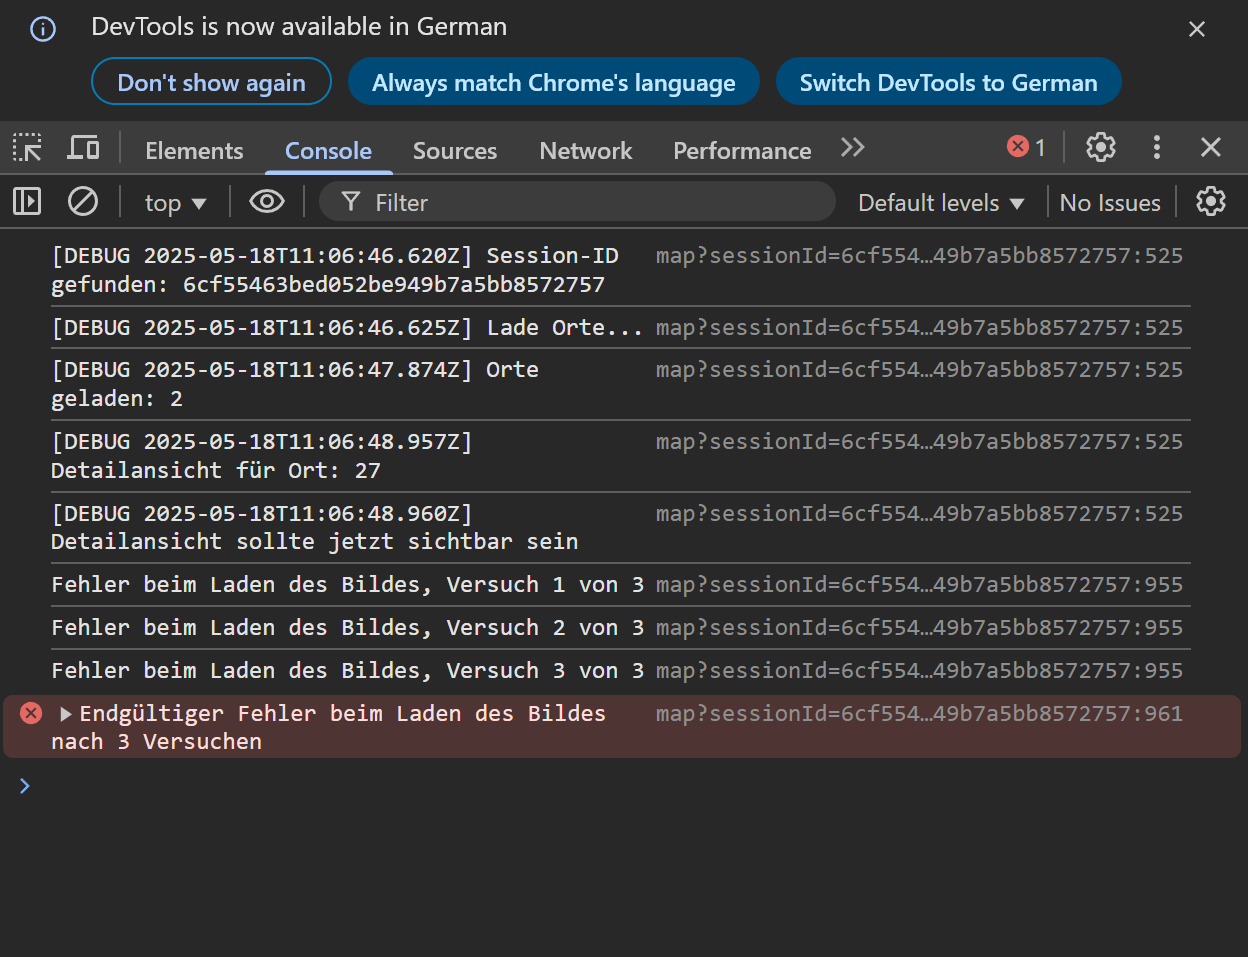 DevTools is now available in German
Don't show again
Always match Chrome's language
Switch DevTools to German
Elements
Console
Sources
Network
Performance
1
top
Filter
Default levels
No Issues
[DEBUG 2025-05-18T11:06:46.620Z] Session-ID map?sessionId=6cf554…49b7a5bb8572757:525
gefunden: 6cf55463bed052be949b7a5bb8572757
[DEBUG 2025-05-18T11:06:46.625Z] Lade Orte... map?sessionId=6cf554…49b7a5bb8572757:525
[DEBUG 2025-05-18T11:06:47.874Z] Orte map?sessionId=6cf554…49b7a5bb8572757:525
geladen: 2
[DEBUG 2025-05-18T11:06:48.957Z] map?sessionId=6cf554…49b7a5bb8572757:525
Detailansicht für Ort: 27
[DEBUG 2025-05-18T11:06:48.960Z] map?sessionId=6cf554…49b7a5bb8572757:525
Detailansicht sollte jetzt sichtbar sein
Fehler beim Laden des Bildes, Versuch 1 von 3 map?sessionId=6cf554…49b7a5bb8572757:955
Fehler beim Laden des Bildes, Versuch 2 von 3 map?sessionId=6cf554…49b7a5bb8572757:955
Fehler beim Laden des Bildes, Versuch 3 von 3 map?sessionId=6cf554…49b7a5bb8572757:955
Endgültiger Fehler beim Laden des Bildes map?sessionId=6cf554…49b7a5bb8572757:961
nach 3 Versuchen